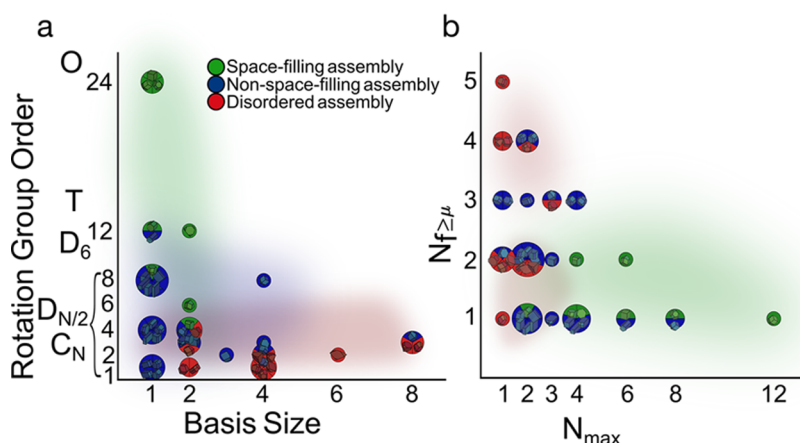 a
Rotation Group Order
O
24
T
12
D6
8
6
DN/2
4
CN
2
1
Space-filling assembly
Non-space-filling assembly
Disordered assembly
1 2 4 6 8
Basis Size
b
Nf≥μ
5
4
3
2
1
1 2 3 4 6 8 12
Nmax